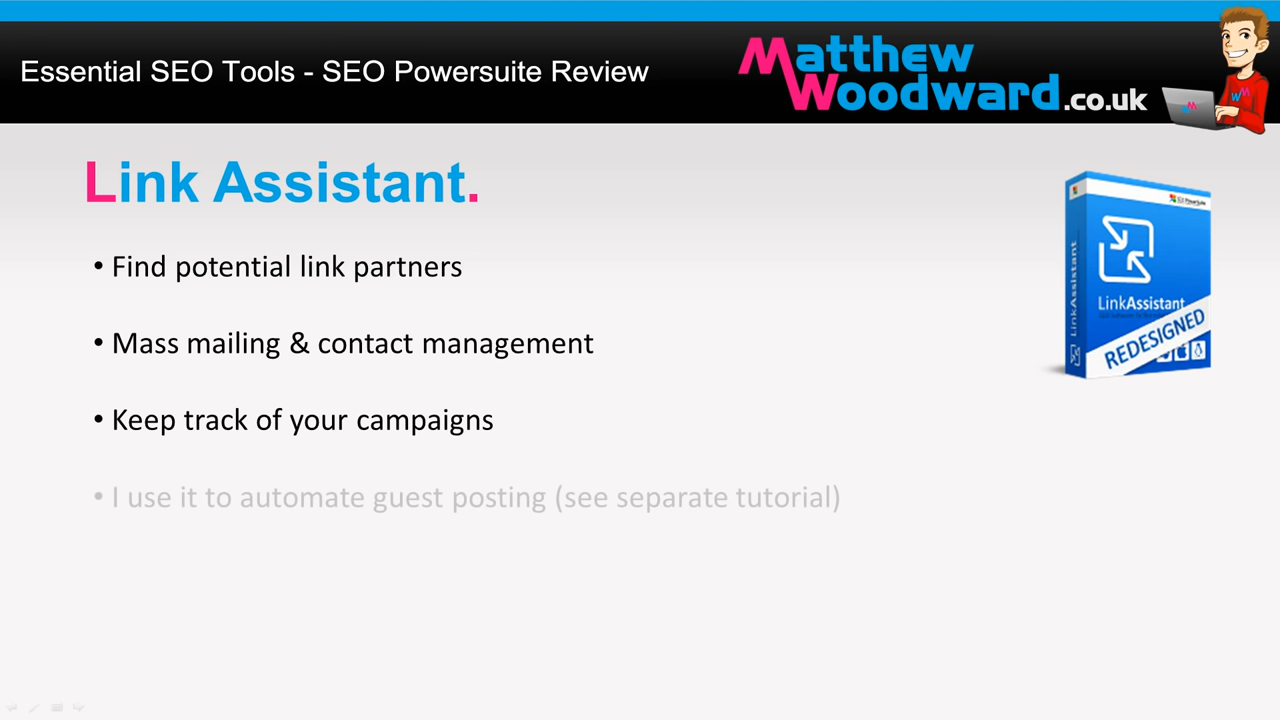 Essential SEO Tools - SEO Powersuite Review
Matthew
Woodward.co.uk
Link Assistant.
• Find potential link partners
• Mass mailing & contact management
• Keep track of your campaigns
• I use it to automate guest posting (see separate tutorial)
LinkAssistant
LinkAssistant
REDESIGNED